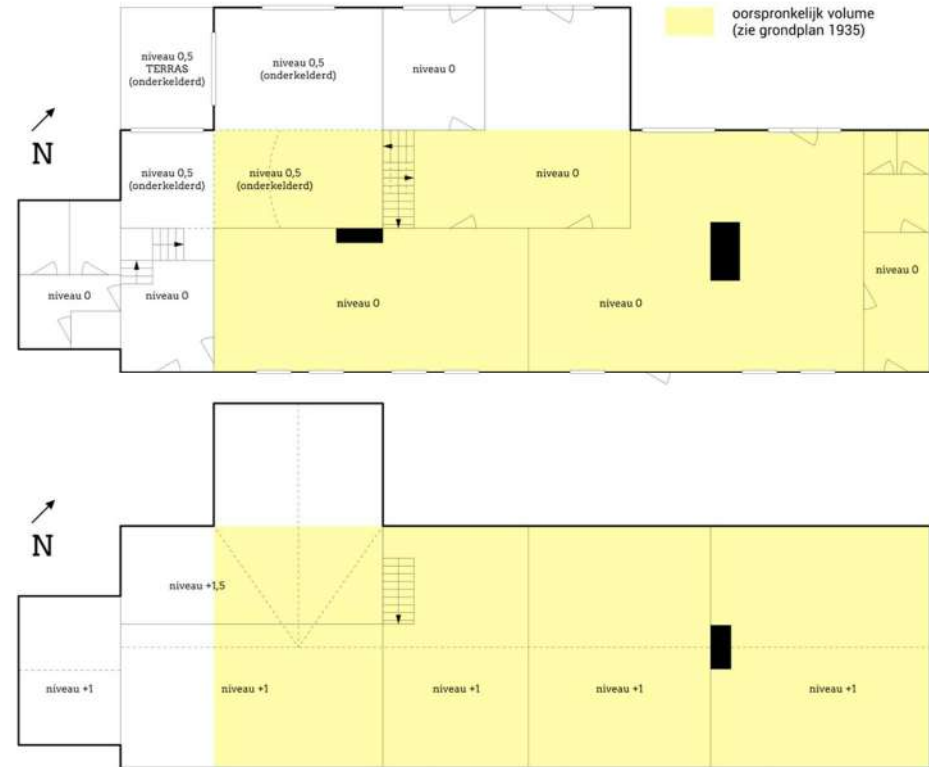 oorspronkelijk volume
(zie grondplan 1935)
niveau 0,5
TERRAS
(onderkelderd)
niveau 0,5
(onderkelderd)
niveau 0
N
niveau 0,5
(onderkelderd)
niveau 0,5
(onderkelderd)
niveau 0
niveau 0
niveau 0
niveau 0
niveau 0
niveau 0
N
niveau +1,5
niveau +1
niveau +1
niveau +1
niveau +1
niveau +1